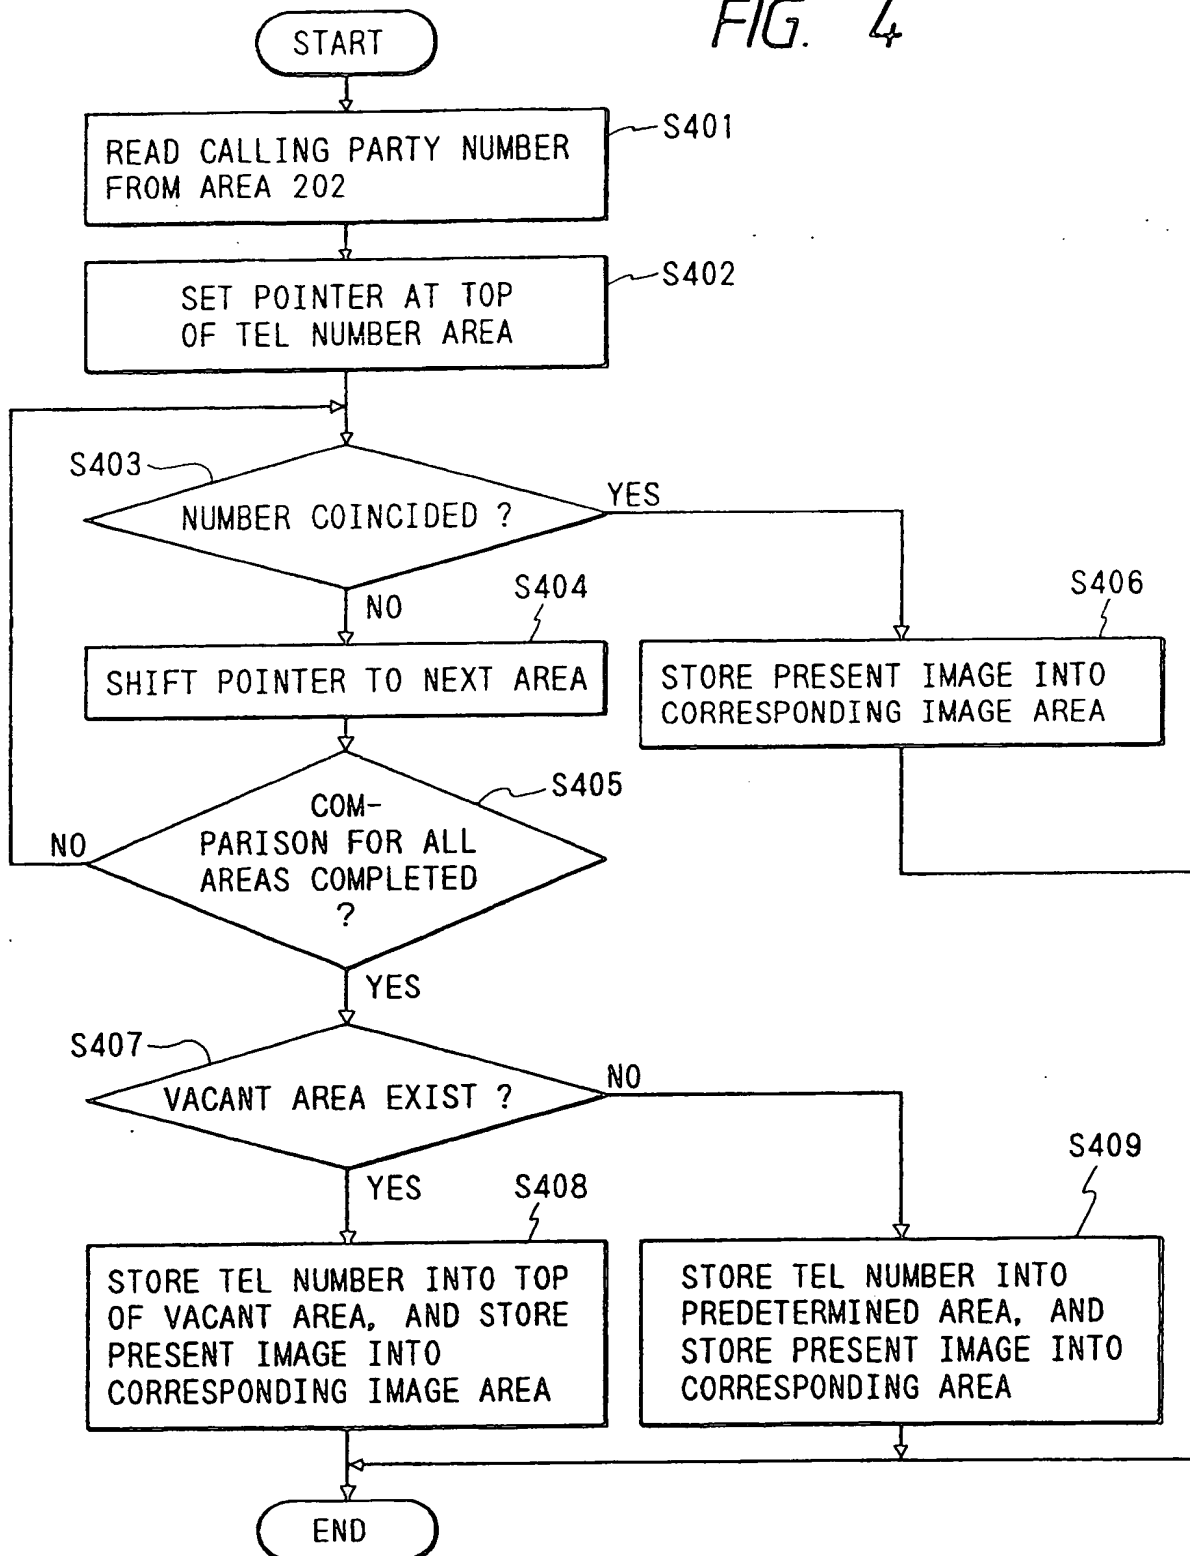 FIG. 4
START
READ CALLING PARTY NUMBER
FROM AREA 202
S401
SET POINTER AT TOP
OF TEL NUMBER AREA
S402
S403
NUMBER COINCIDED ?
YES
NO
S404
SHIFT POINTER TO NEXT AREA
S406
STORE PRESENT IMAGE INTO
CORRESPONDING IMAGE AREA
S405
COM-
PARISON FOR ALL
AREAS COMPLETED
?
NO
YES
S407
VACANT AREA EXIST ?
NO
YES
S408
STORE TEL NUMBER INTO TOP
OF VACANT AREA, AND STORE
PRESENT IMAGE INTO
CORRESPONDING IMAGE AREA
S409
STORE TEL NUMBER INTO
PREDETERMINED AREA, AND
STORE PRESENT IMAGE INTO
CORRESPONDING AREA
END